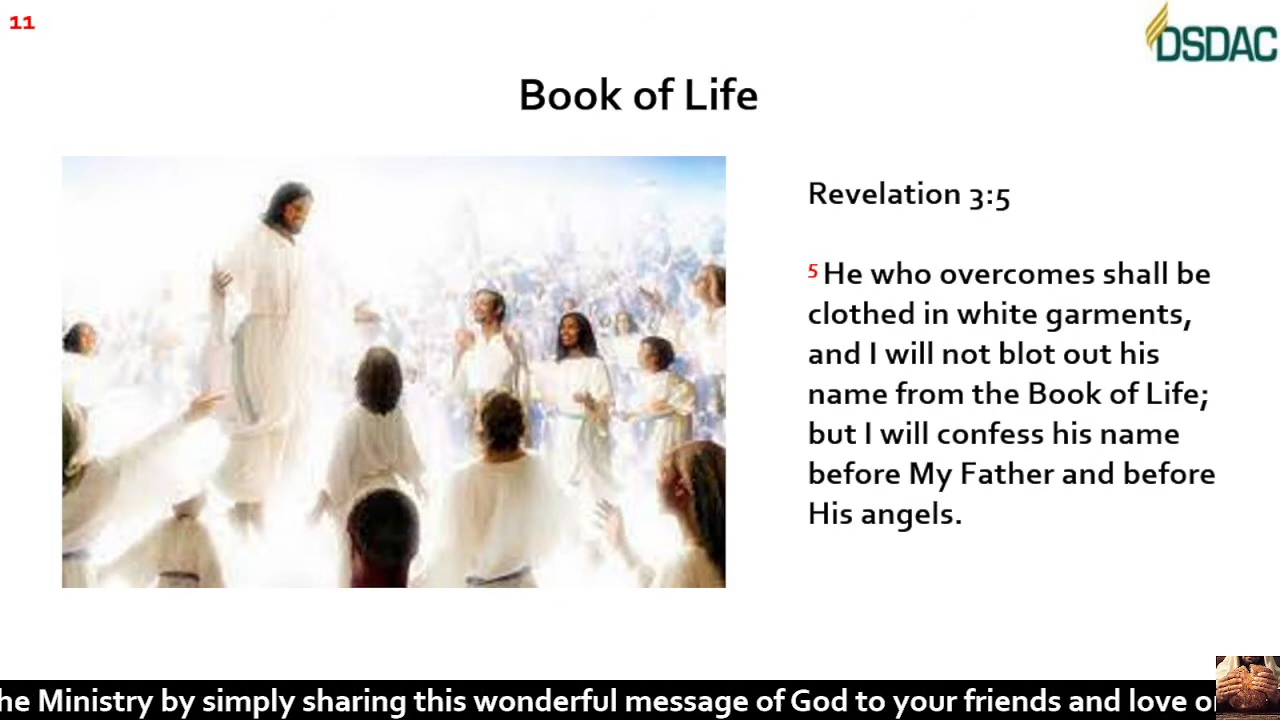 11
DSDAC
Book of Life
Revelation 3:5
5 He who overcomes shall be
clothed in white garments,
and I will not blot out his
name from the Book of Life;
but I will confess his name
before My Father and before
His angels.
he Ministry by simply sharing this wonderful message of God to your friends and love o